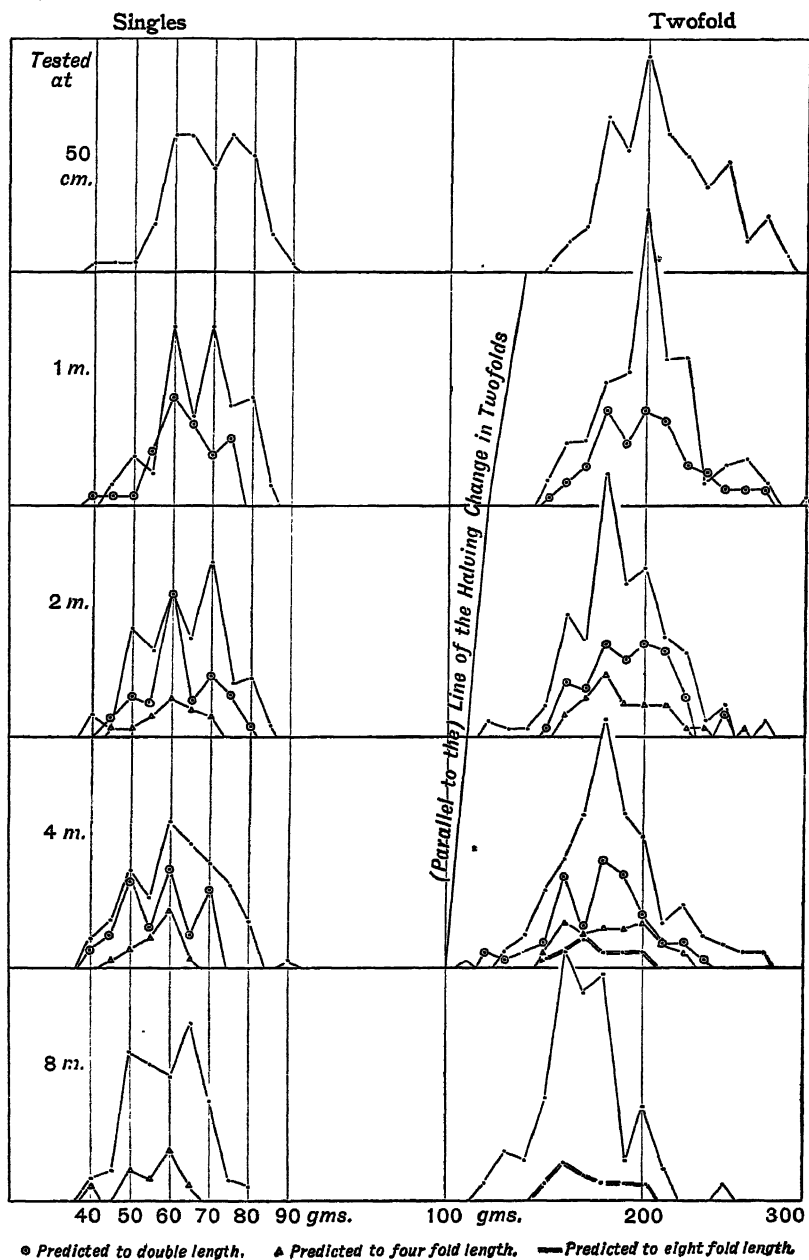 Singles Twofold
Tested
at
50
cm.
1 m.
2 m.
4 m.
8 m.
(Parallel to the) Line of the Halving Change in Twofolds
40 50 60 70 80 90 gms. 100 gms. 200 300
Predicted to double length. Predicted to four fold length. Predicted to eight fold length.